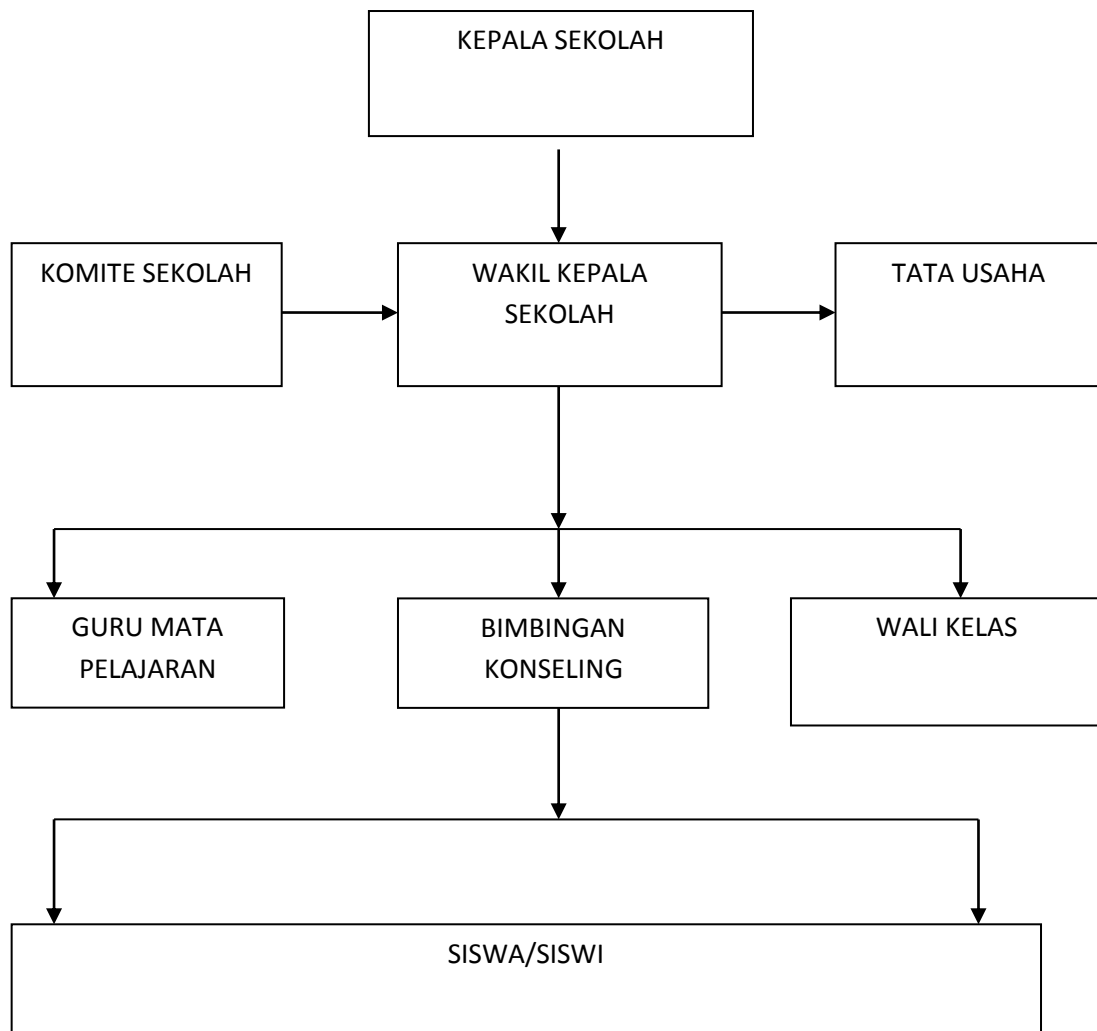 KEPALA SEKOLAH
KOMITE SEKOLAH
WAKIL KEPALA
SEKOLAH
TATA USAHA
GURU MATA
PELAJARAN
BIMBINGAN
KONSELING
WALI KELAS
SISWA/SISWI